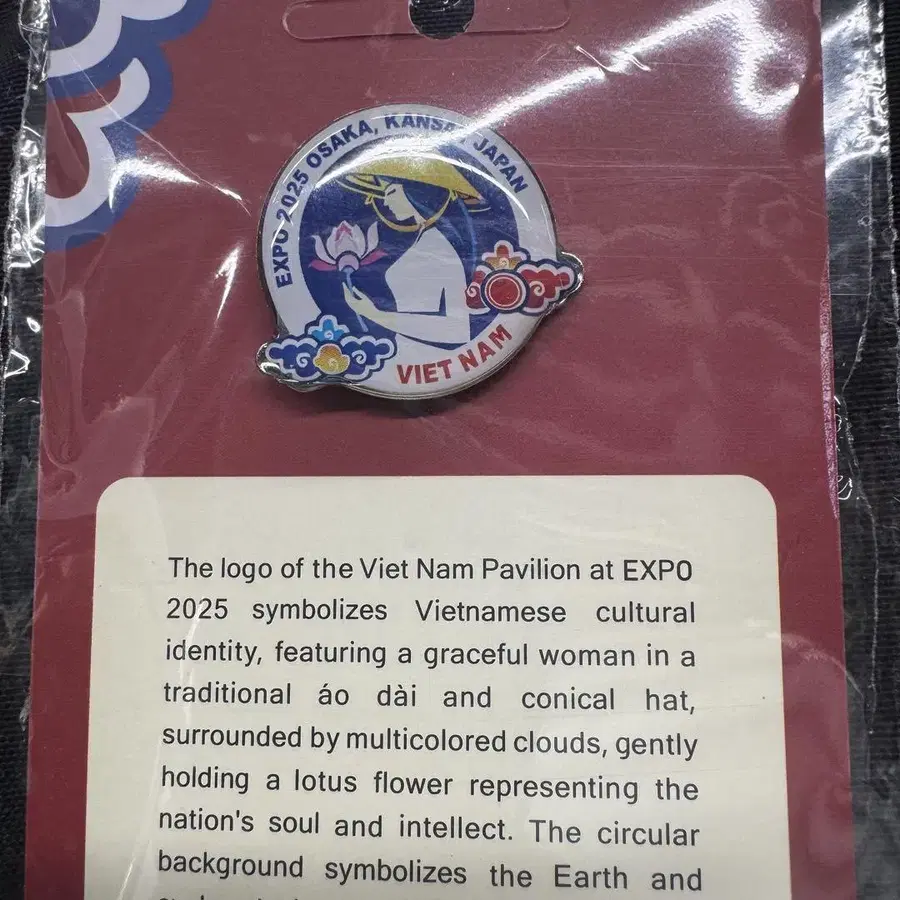 EXPO 2025 OSAKA, KANSAI, JAPAN
VIET NAM
The logo of the Viet Nam Pavilion at EXPO
2025 symbolizes Vietnamese cultural
identity, featuring a graceful woman in a
traditional áo dài and conical hat,
surrounded by multicolored clouds, gently
holding a lotus flower representing the
nation's soul and intellect. The circular
background symbolizes the Earth and